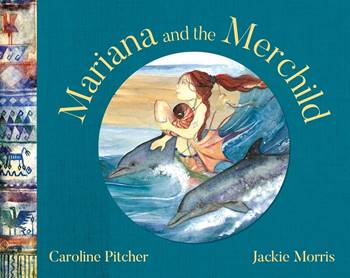 Mariana and the Merchild
Caroline Pitcher
Jackie Morris